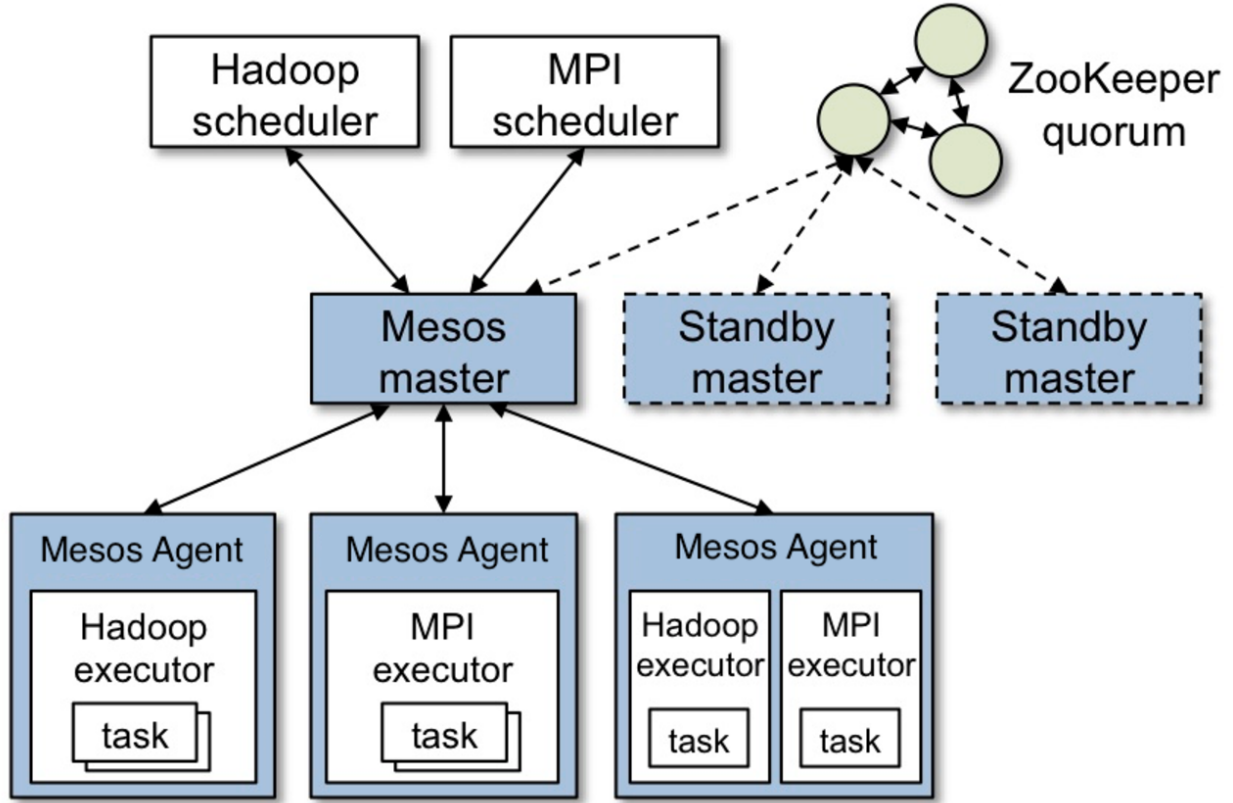 Hadoop
scheduler
MPI
scheduler
ZooKeeper
quorum
Mesos
master
Standby
master
Standby
master
Mesos Agent
Hadoop
executor
task
Mesos Agent
MPI
executor
task
Mesos Agent
Hadoop
executor
task
MPI
executor
task